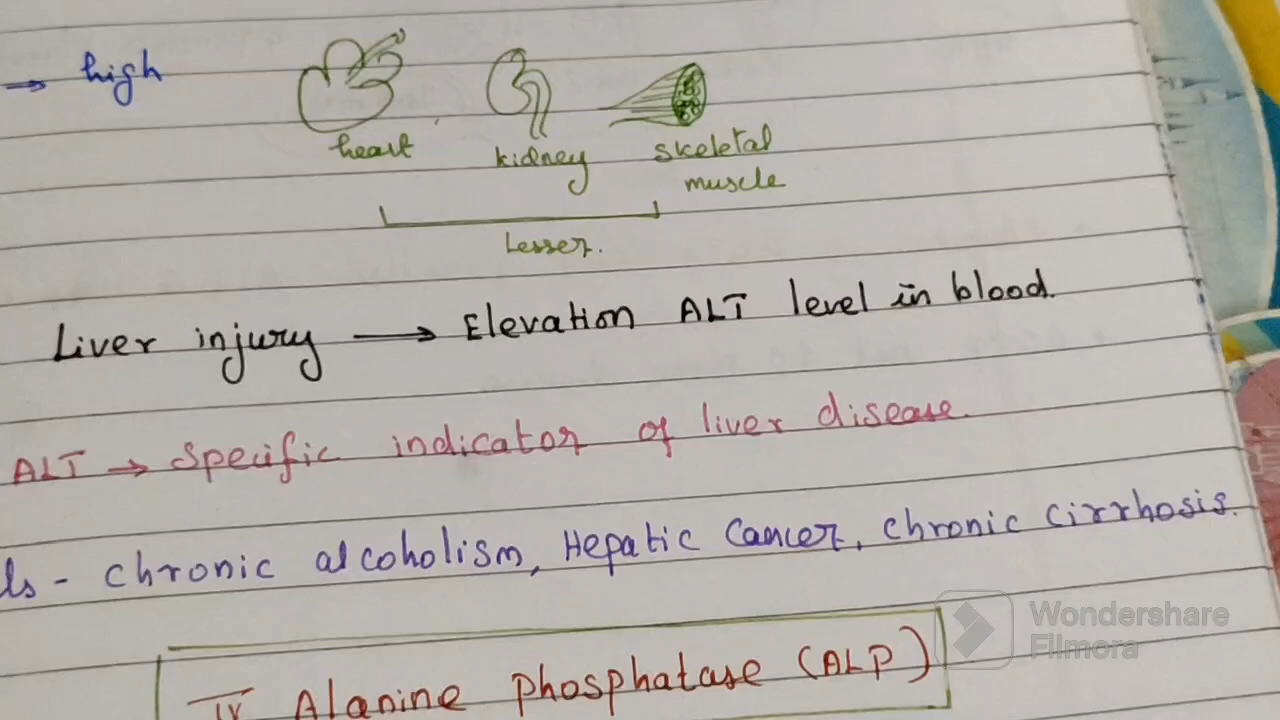 → high
heart kidney skeletal
muscle
Lesser.
Liver injury → Elevation ALT level in blood.
ALT → Specific indicator of liver disease.
ls - chronic alcoholism, Hepatic Cancer, chronic cirrhosis.
Wondershare
Filmora
IV Alanine phosphatase (ALP)